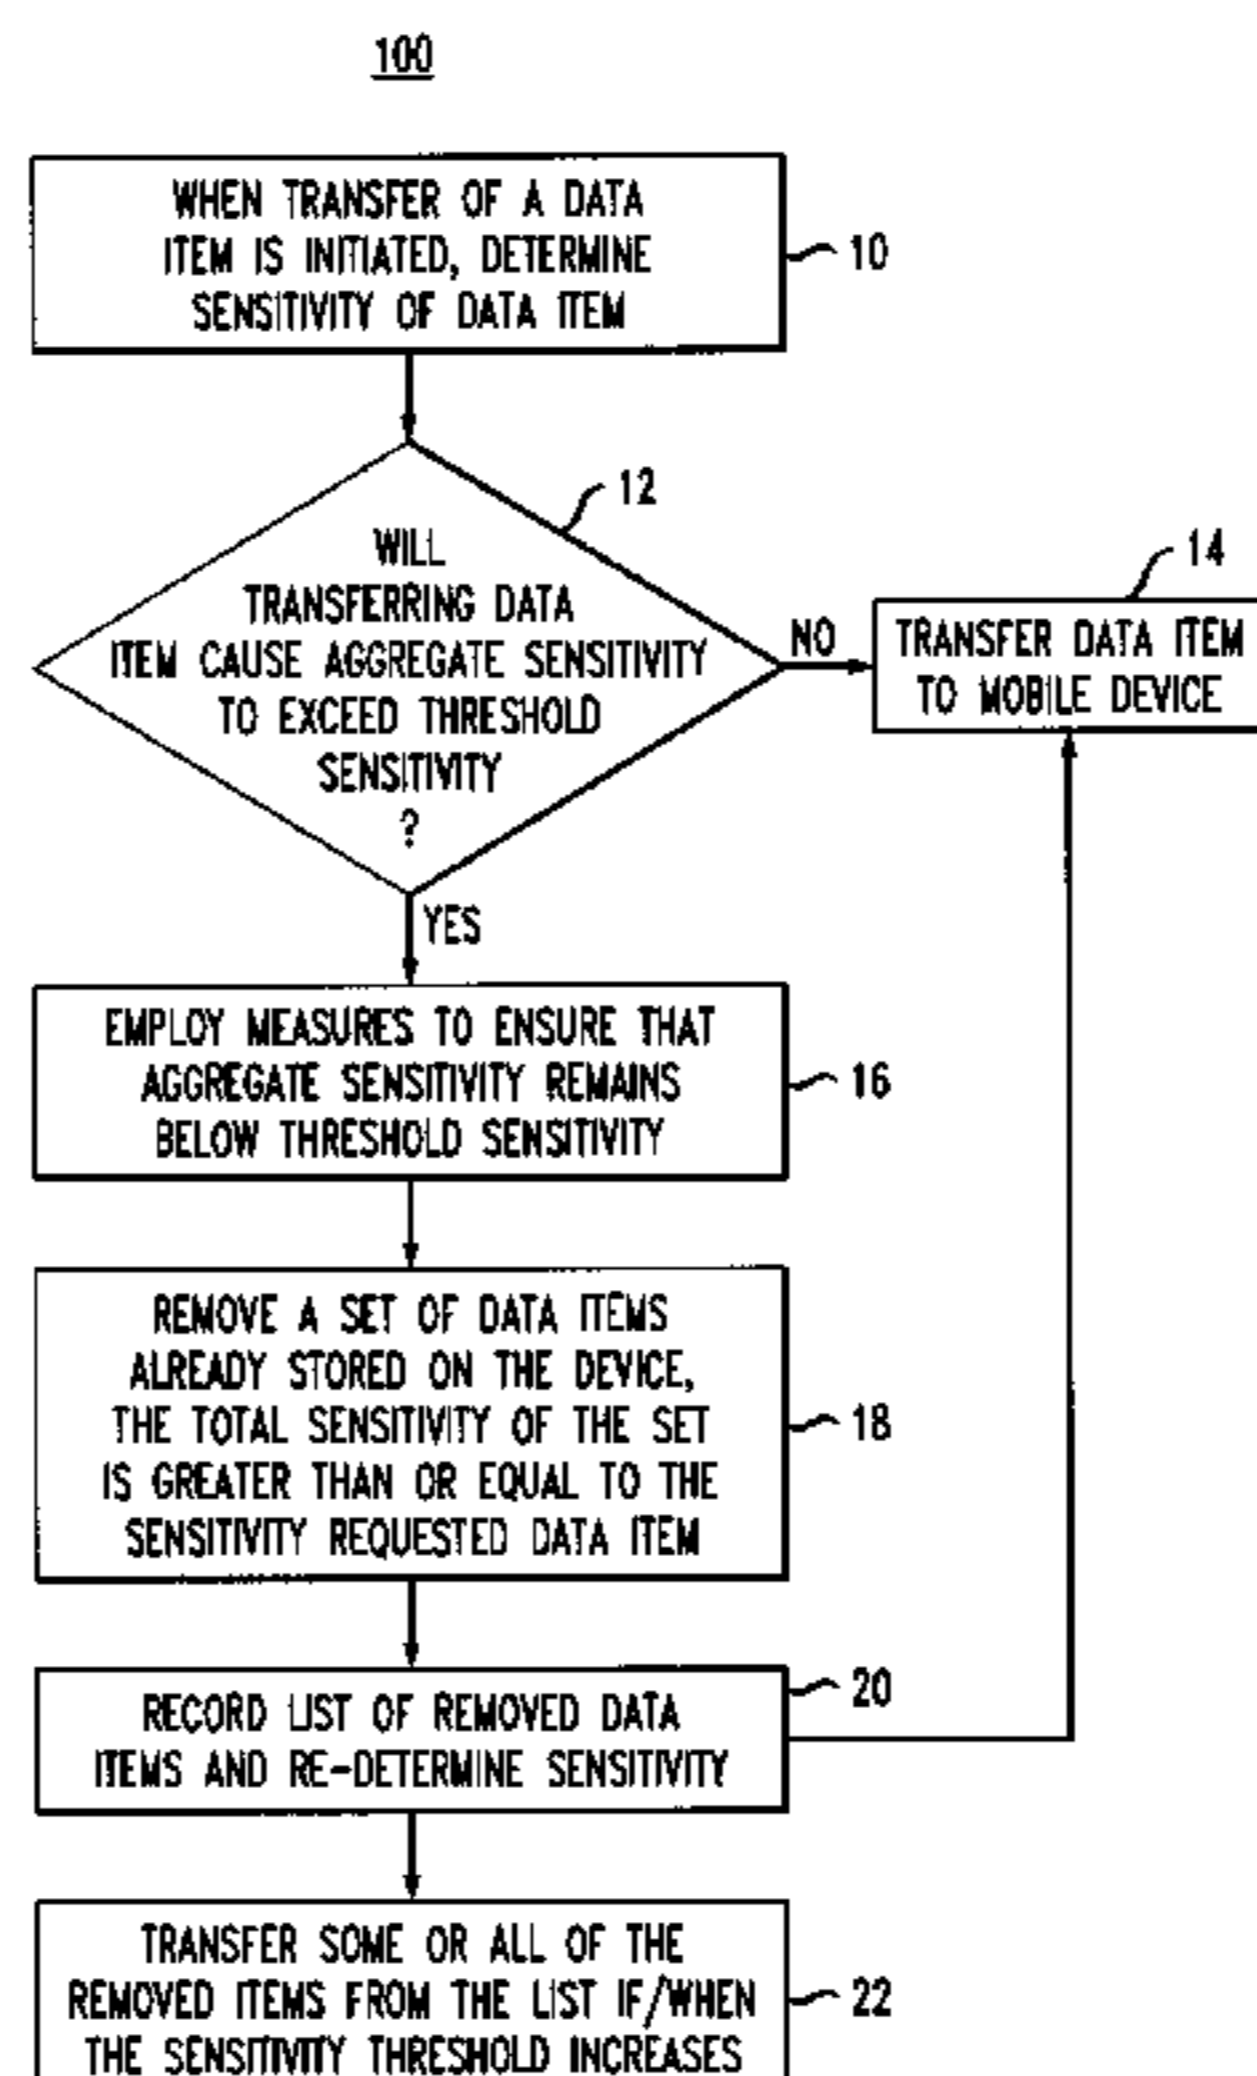 100
WHEN TRANSFER OF A DATA
ITEM IS INITIATED, DETERMINE
SENSITIVITY OF DATA ITEM
10
12
WILL
TRANSFERRING DATA
ITEM CAUSE AGGREGATE SENSITIVITY
TO EXCEED THRESHOLD
SENSITIVITY
?
NO
14
TRANSFER DATA ITEM
TO MOBILE DEVICE
YES
EMPLOY MEASURES TO ENSURE THAT
AGGREGATE SENSITIVITY REMAINS
BELOW THRESHOLD SENSITIVITY
16
REMOVE A SET OF DATA ITEMS
ALREADY STORED ON THE DEVICE,
THE TOTAL SENSITIVITY OF THE SET
IS GREATER THAN OR EQUAL TO THE
SENSITIVITY REQUESTED DATA ITEM
18
RECORD LIST OF REMOVED DATA
ITEMS AND RE-DETERMINE SENSITIVITY
20
TRANSFER SOME OR ALL OF THE
REMOVED ITEMS FROM THE LIST IF/WHEN
THE SENSITIVITY THRESHOLD INCREASES
22